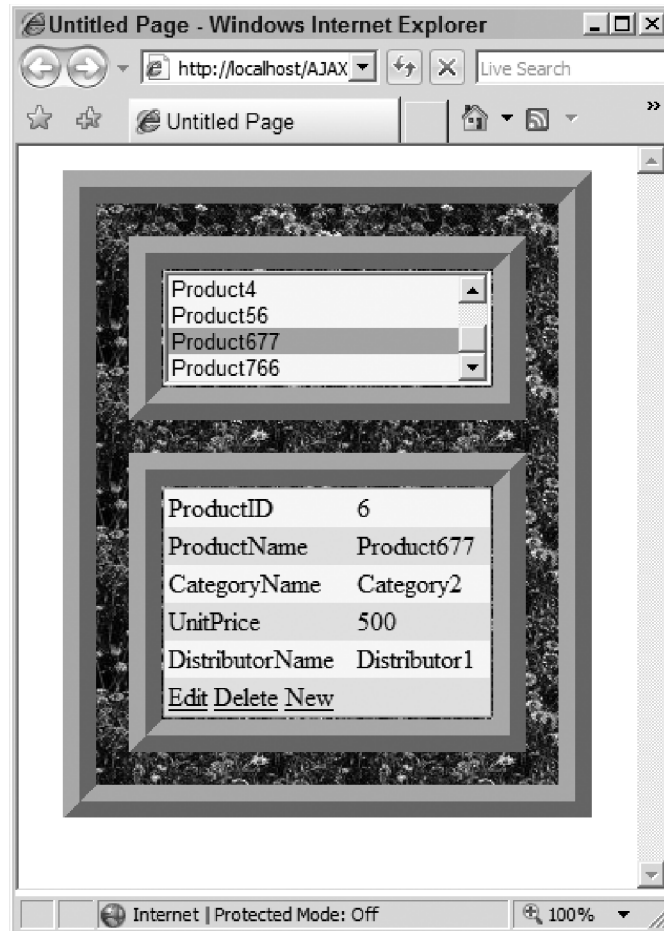 Untitled Page - Windows Internet Explorer
http://localhost/AJAX
Live Search
Untitled Page
»
Product4
Product56
Product677
Product766
ProductID 6
ProductName Product677
CategoryName Category2
UnitPrice 500
DistributorName Distributor1
Edit Delete New
Internet | Protected Mode: Off
100%